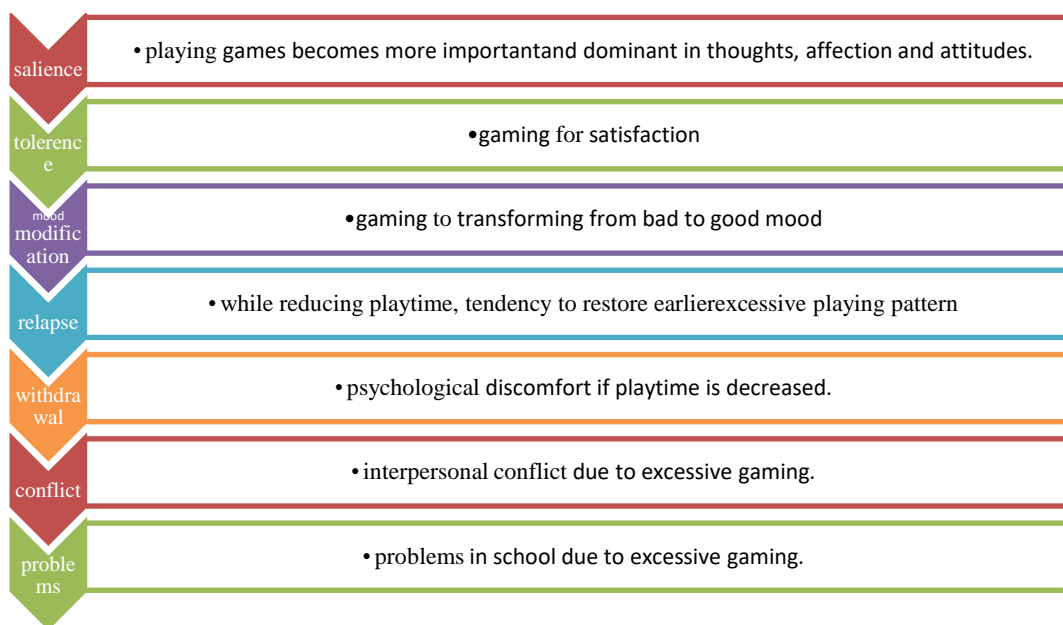 salience
• playing games becomes more importantand dominant in thoughts, affection and attitudes.
tolerenc
e
•gaming for satisfaction
mood
modific
ation
•gaming to transforming from bad to good mood
relapse
• while reducing playtime, tendency to restore earlierexcessive playing pattern
withdra
wal
• psychological discomfort if playtime is decreased.
conflict
• interpersonal conflict due to excessive gaming.
proble
ms
• problems in school due to excessive gaming.